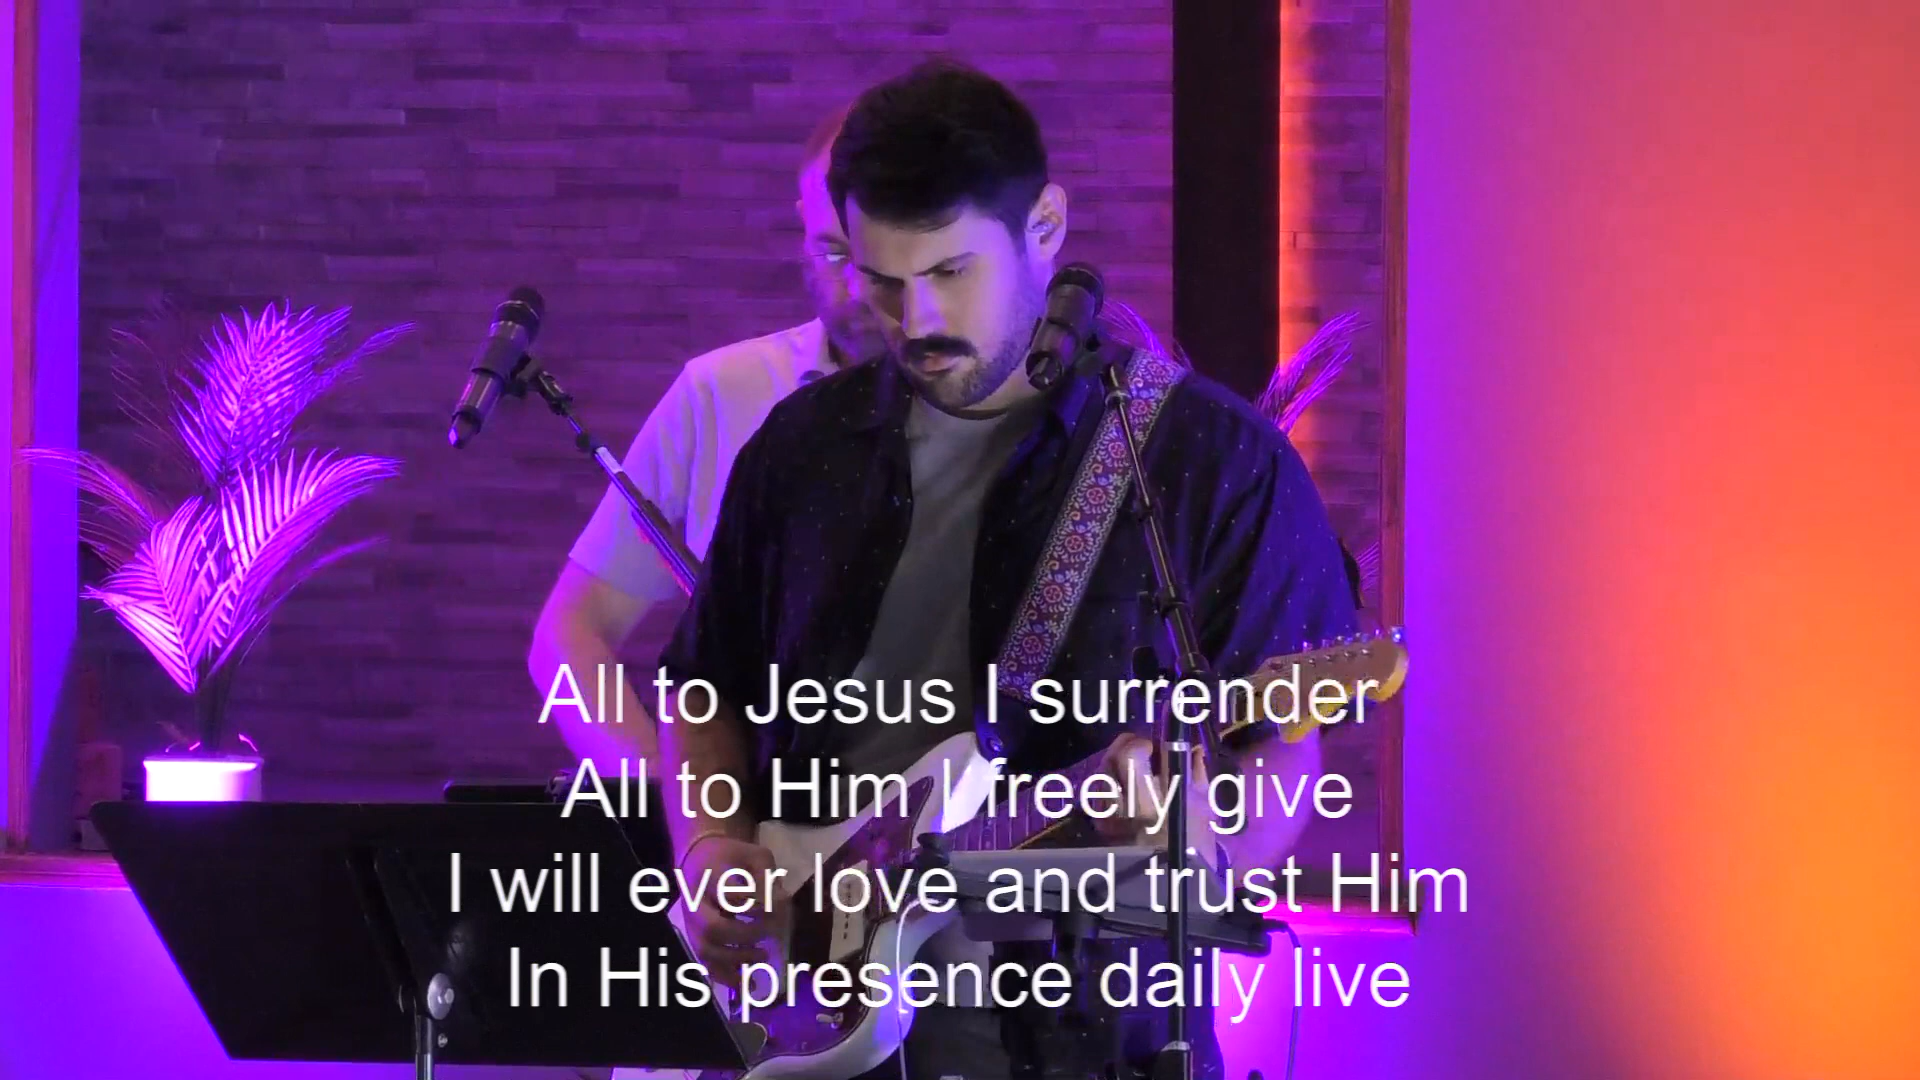 All to Jesus I surrender
All to Him I freely give
I will ever love and trust Him
In His presence daily live